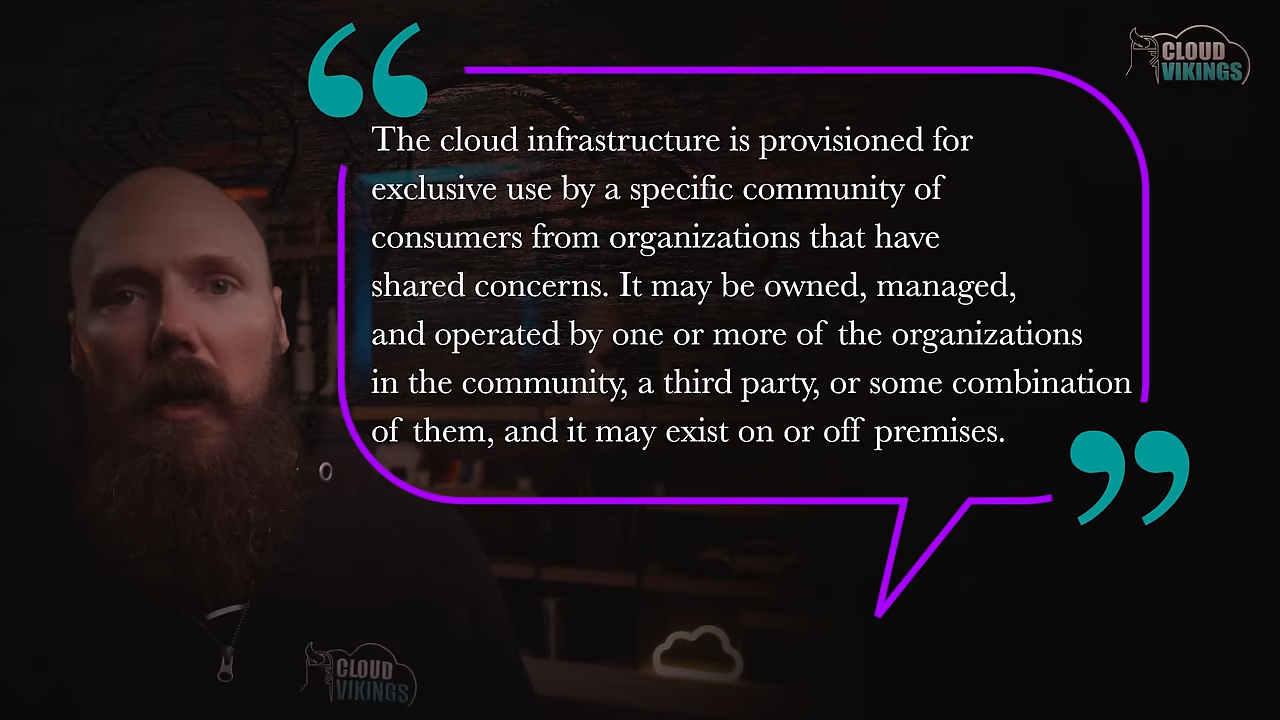 CLOUD
VIKINGS
The cloud infrastructure is provisioned for
exclusive use by a specific community of
consumers from organizations that have
shared concerns. It may be owned, managed,
and operated by one or more of the organizations
in the community, a third party, or some combination
of them, and it may exist on or off premises.
CLOUD
VIKINGS